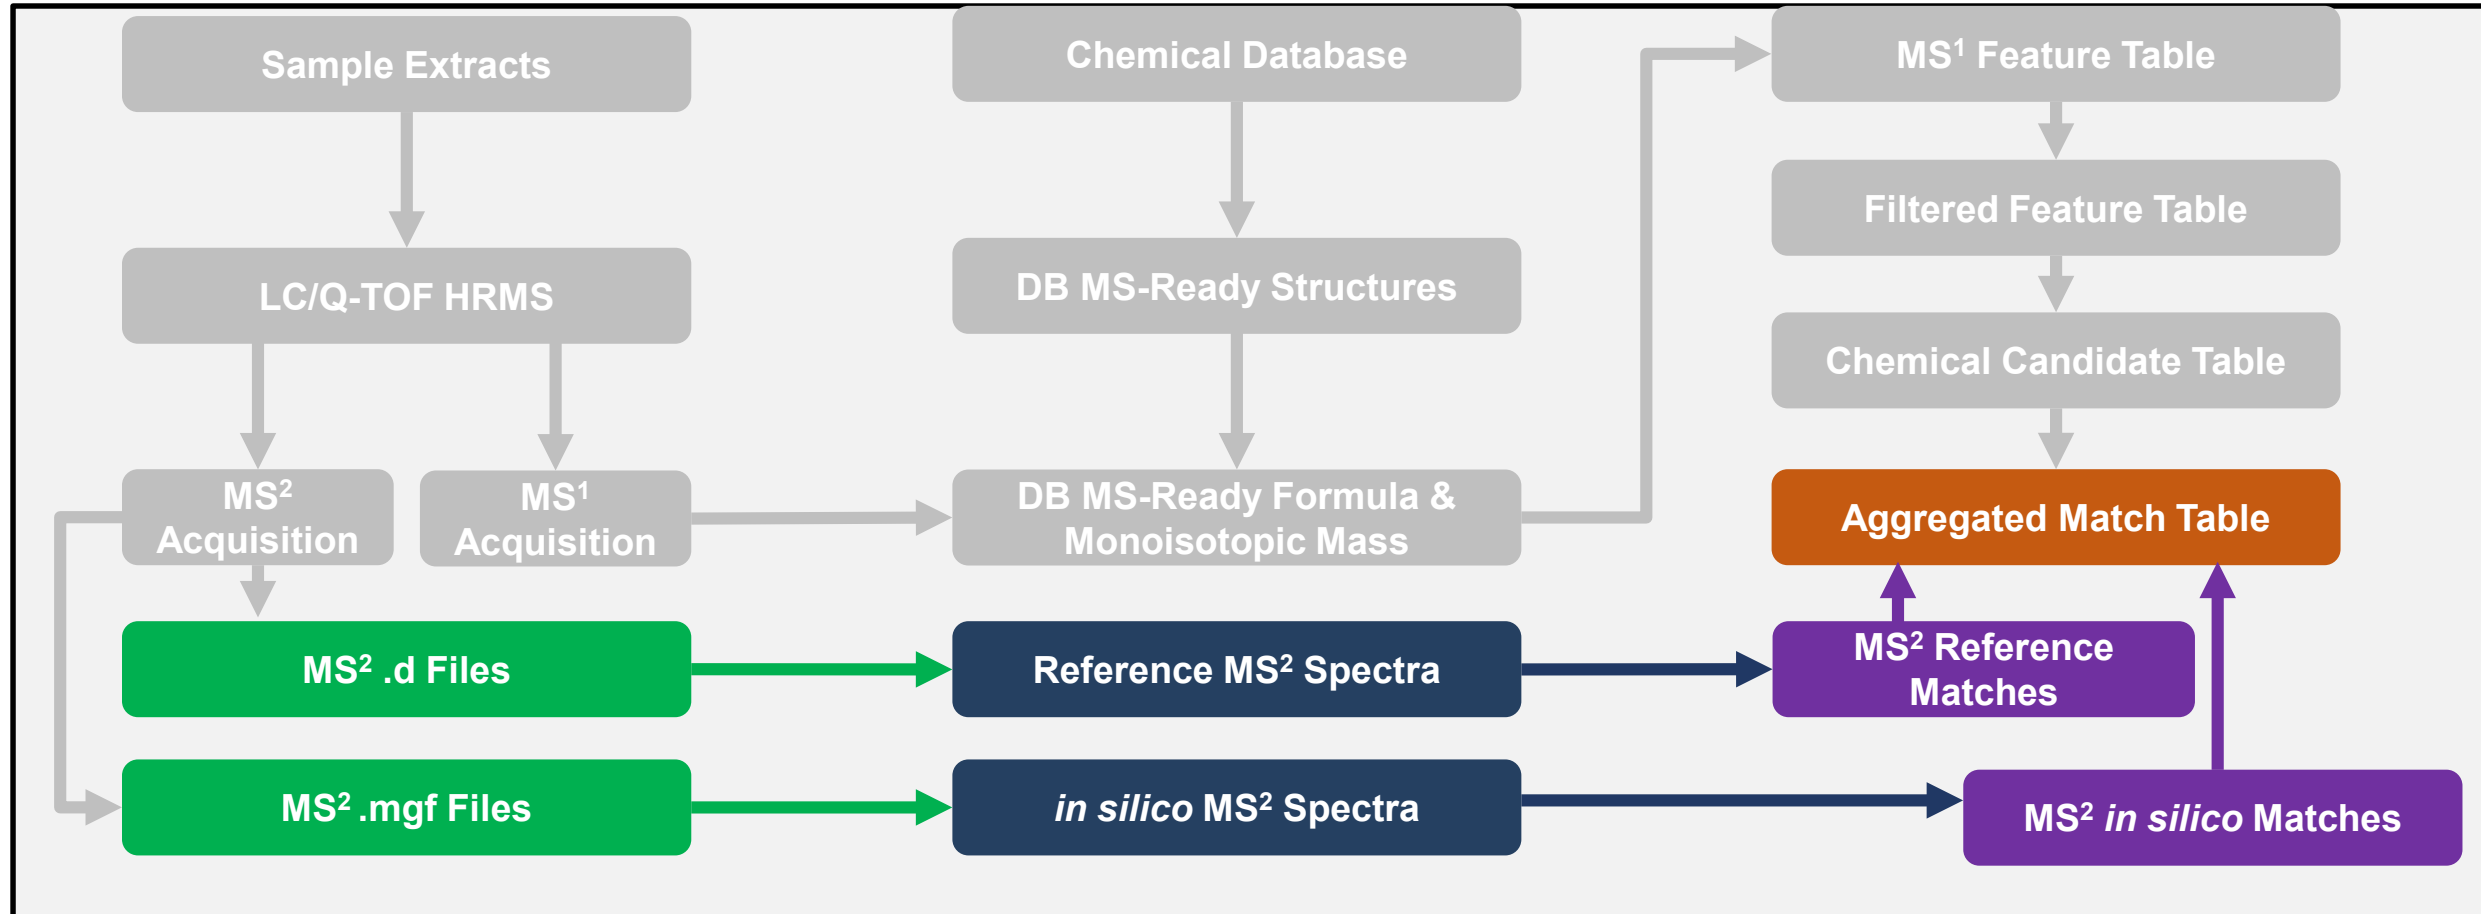 Sample Extracts
LC/Q-TOF HRMS
MS²
Acquisition
MS¹
Acquisition
MS² .d Files
MS² .mgf Files
Chemical Database
DB MS-Ready Structures
DB MS-Ready Formula &
Monoisotopic Mass
Reference MS² Spectra
in silico MS² Spectra
MS¹ Feature Table
Filtered Feature Table
Chemical Candidate Table
Aggregated Match Table
MS² Reference
Matches
MS² in silico Matches